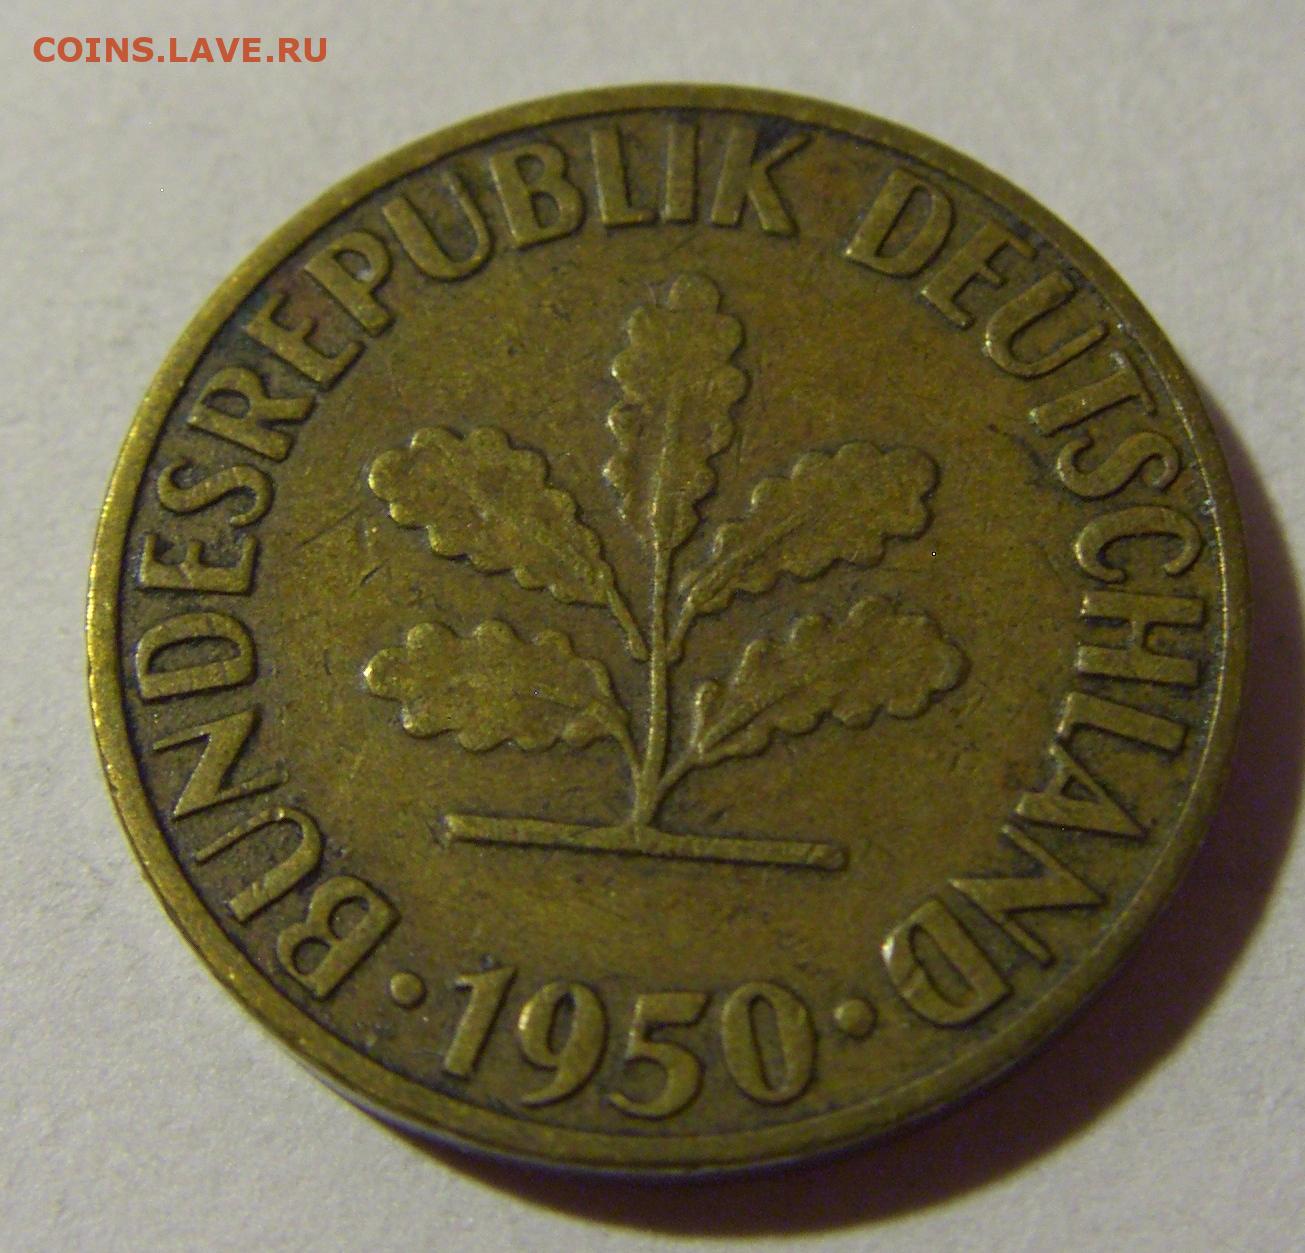 COINS.LAVE.RU
BUNDESREPUBLIK DEUTSCHLAND
· 1950 ·